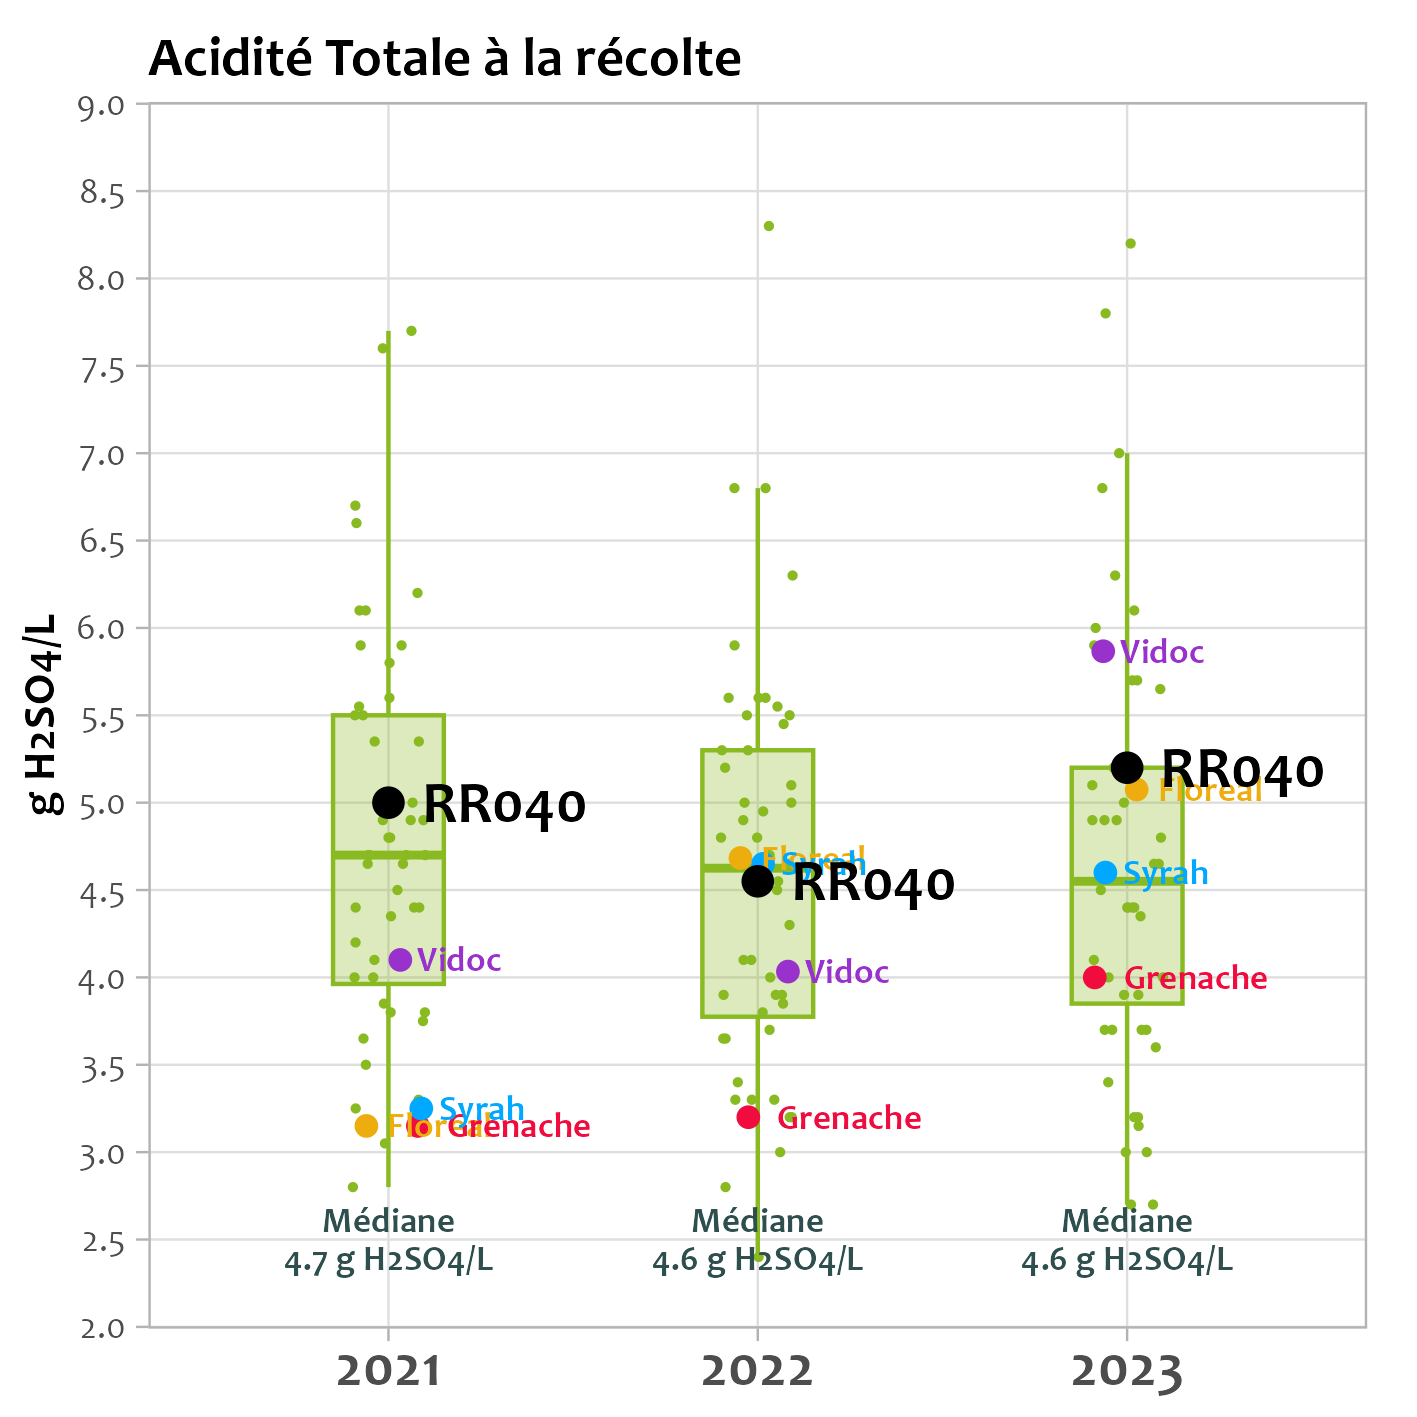 Acidité Totale à la récolte
g H2SO4/L
9.0
8.5
8.0
7.5
7.0
6.5
6.0
5.5
5.0
4.5
4.0
3.5
3.0
2.5
2.0
RR040
Vidoc
Syrah
Floreal
Grenache
Médiane
4.7 g H2SO4/L
2021
Floreal
Syrah
RR040
Vidoc
Grenache
Médiane
4.6 g H2SO4/L
2022
Vidoc
RR040
Floreal
Syrah
Grenache
Médiane
4.6 g H2SO4/L
2023